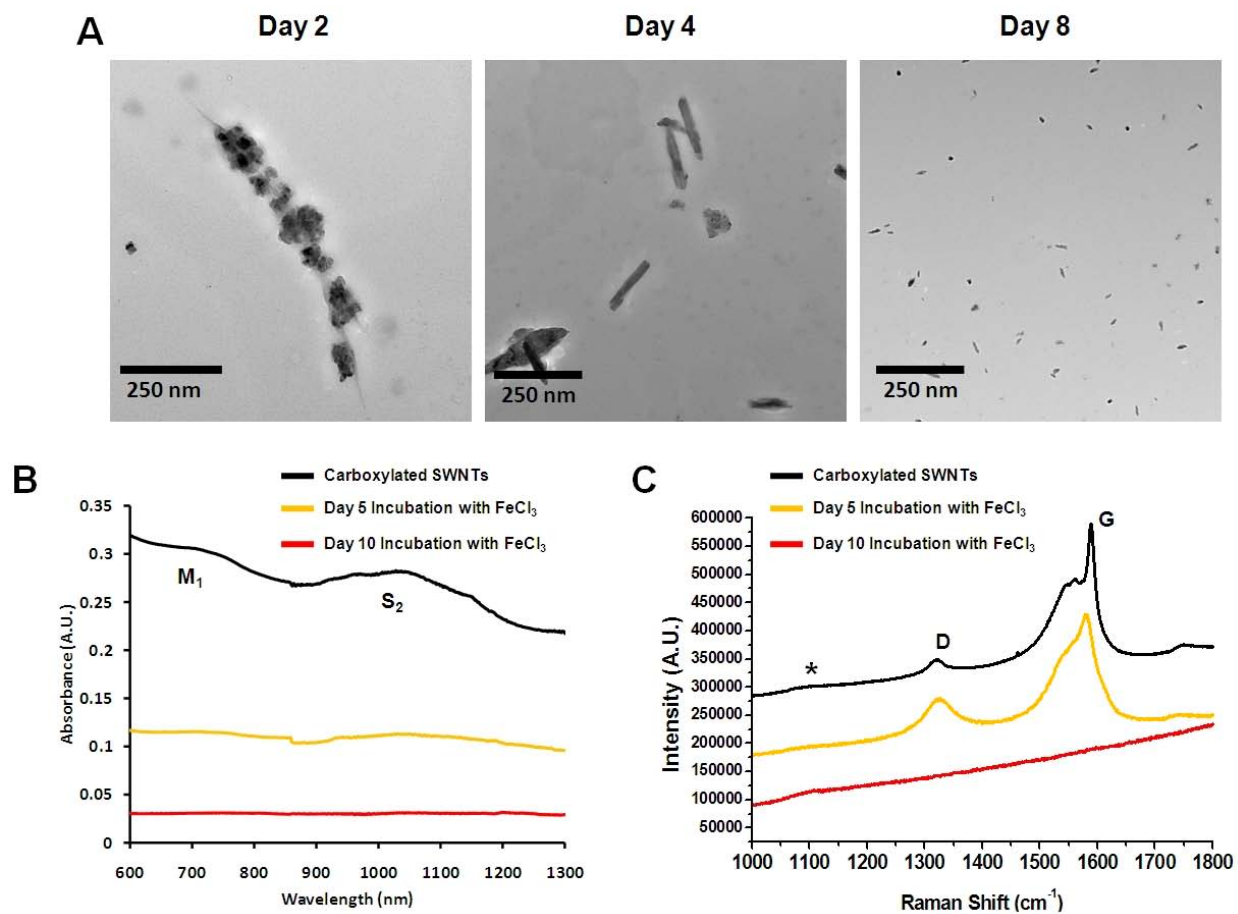 A
Day 2
Day 4
Day 8
250 nm
250 nm
250 nm
B
Carboxylated SWNTs
Day 5 Incubation with FeCl₃
Day 10 Incubation with FeCl₃
0.35
0.3
0.25
0.2
0.15
0.1
0.05
0
Absorbance (A.U.)
M₁
S₂
600 700 800 900 1000 1100 1200 1300
Wavelength (nm)
C
Carboxylated SWNTs
Day 5 Incubation with FeCl₃
Day 10 Incubation with FeCl₃
600000
550000
500000
450000
400000
350000
300000
250000
200000
150000
100000
50000
Intensity (A.U.)
*
D
G
1000 1100 1200 1300 1400 1500 1600 1700 1800
Raman Shift (cm⁻¹)